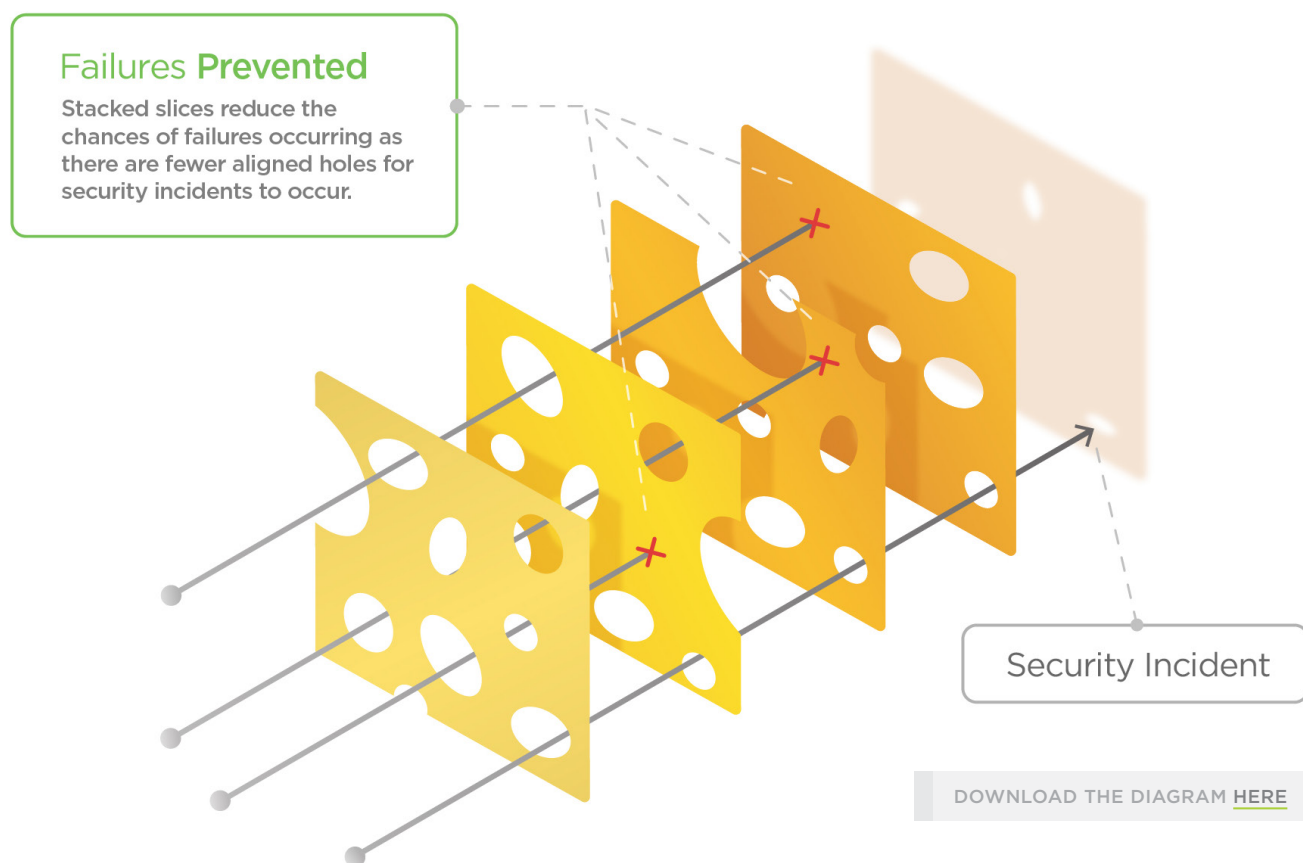 Failures Prevented
Stacked slices reduce the
chances of failures occurring as
there are fewer aligned holes for
security incidents to occur.
Security Incident
DOWNLOAD THE DIAGRAM HERE